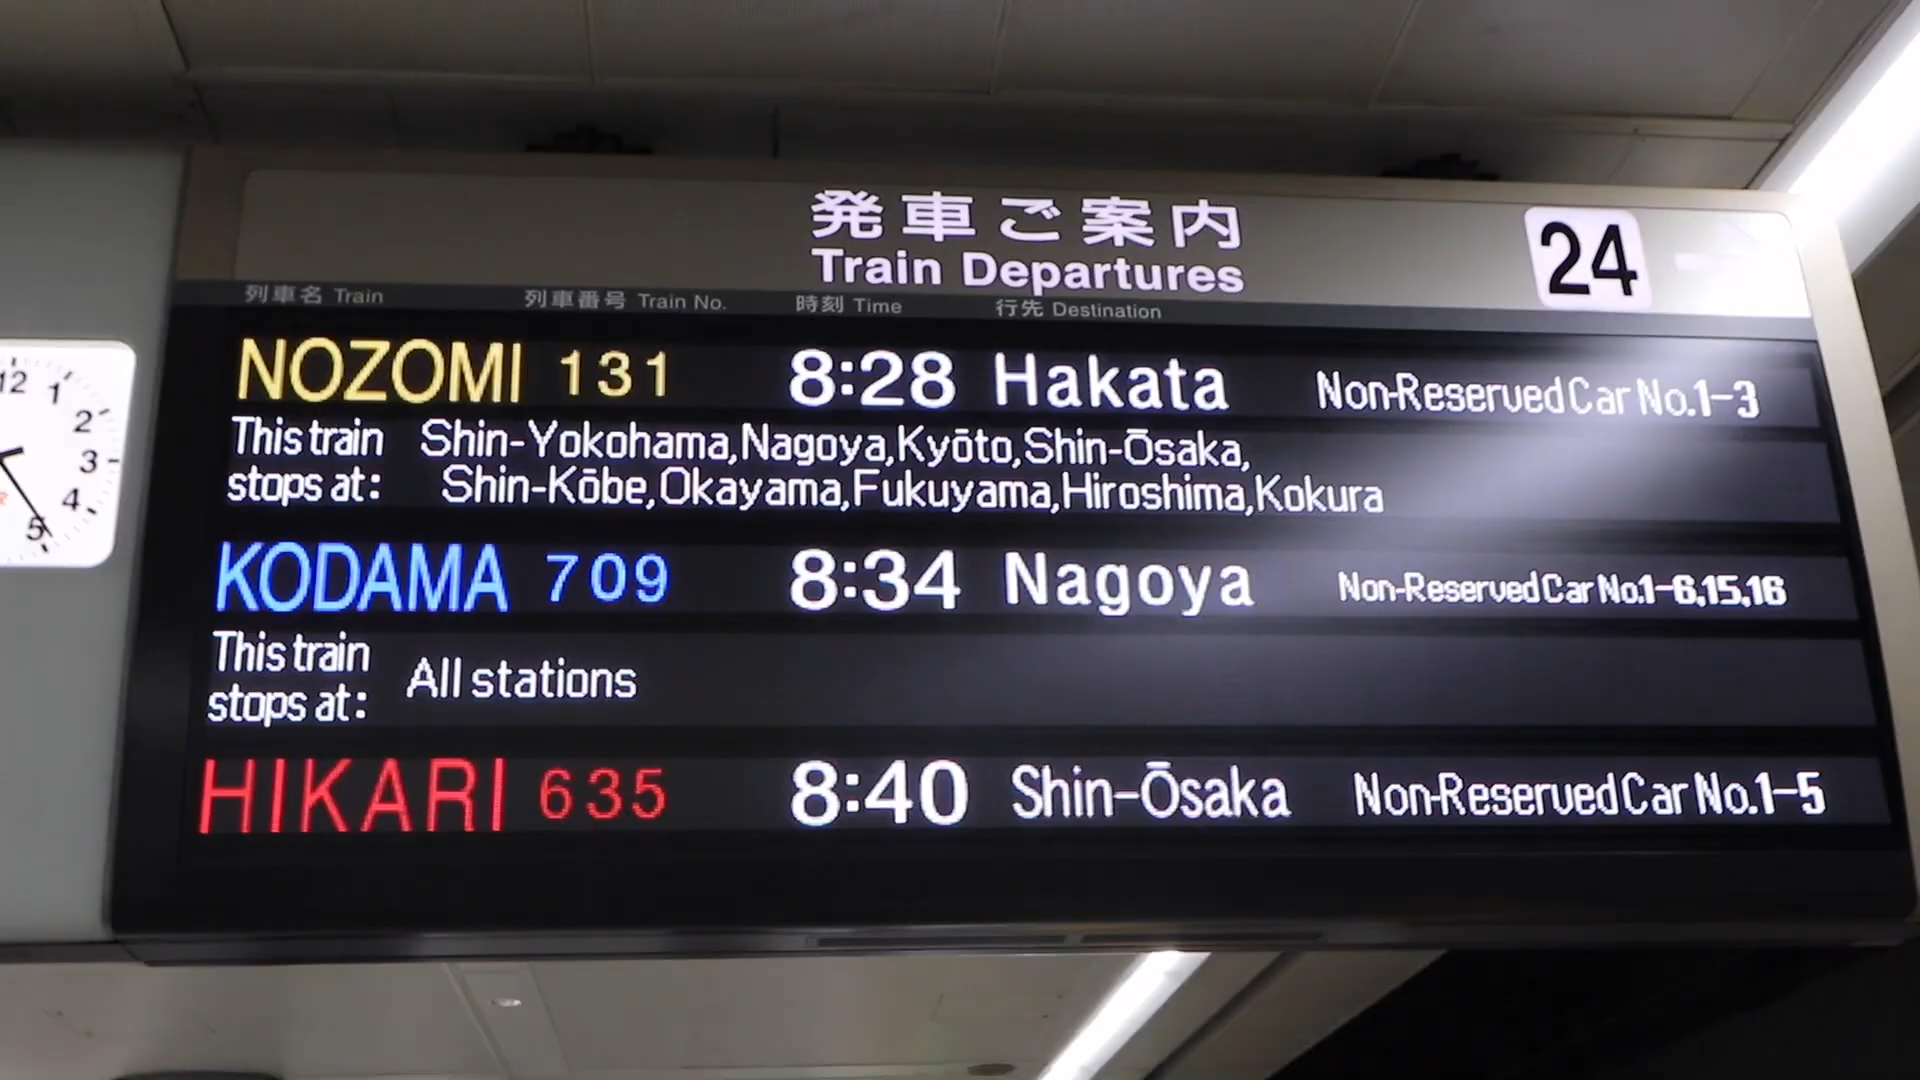 発車ご案内
Train Departures
24
列車名 Train 列車番号 Train No. 時刻 Time 行先 Destination
NOZOMI 131 8:28 Hakata Non-Reserved Car No.1-3
This train stops at: Shin-Yokohama,Nagoya,Kyōto,Shin-Ōsaka,
Shin-Kōbe,Okayama,Fukuyama,Hiroshima,Kokura
KODAMA 709 8:34 Nagoya Non-Reserved Car No.1-6,15,16
This train stops at: All stations
HIKARI 635 8:40 Shin-Ōsaka Non-Reserved Car No.1-5
12
1
2
3
4
5